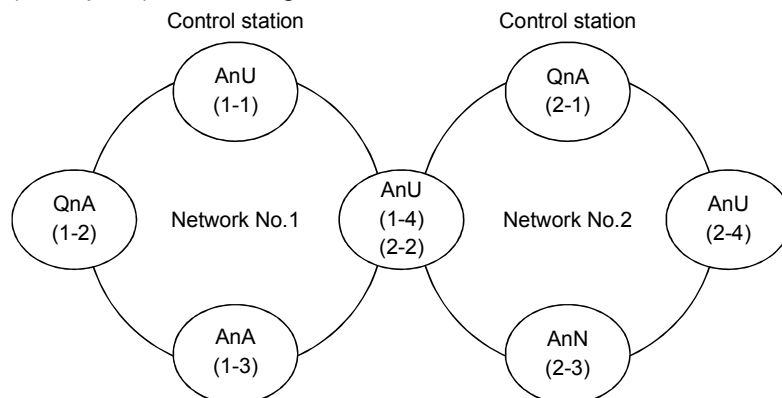 Control station
Control station
AnU
(1-1)
QnA
(2-1)
QnA
(1-2)
Network No.1
AnU
(1-4)
(2-2)
Network No.2
AnU
(2-4)
AnA
(1-3)
AnN
(2-3)